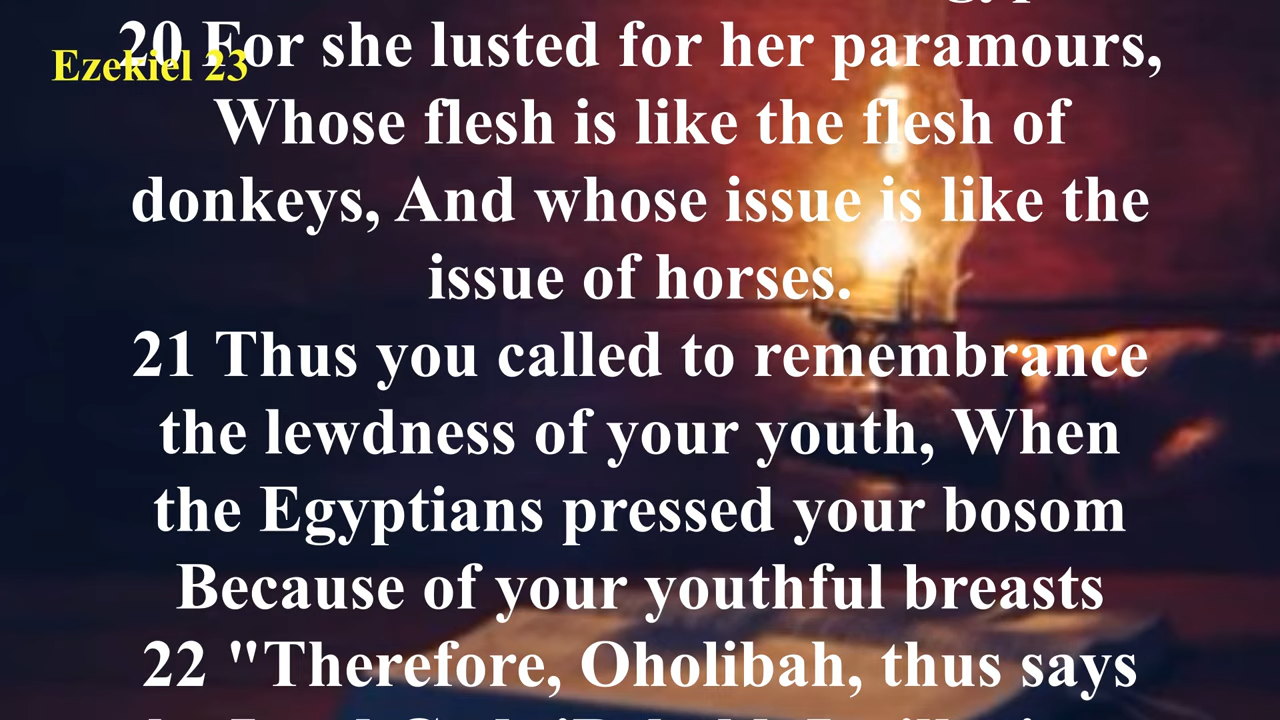 Ezekiel 23
20 For she lusted for her paramours,
Whose flesh is like the flesh of
donkeys, And whose issue is like the
issue of horses.
21 Thus you called to remembrance
the lewdness of your youth, When
the Egyptians pressed your bosom
Because of your youthful breasts
22 "Therefore, Oholibah, thus says